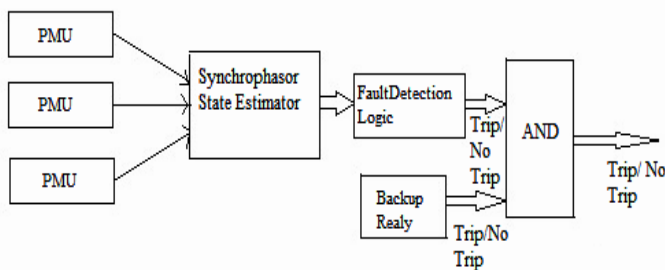 PMU
PMU
PMU
Synchrophasor
State Estimator
FaultDetection
Logic
Trip/
No
Trip
Backup
Realy
Trip/No
Trip
AND
Trip/ No
Trip